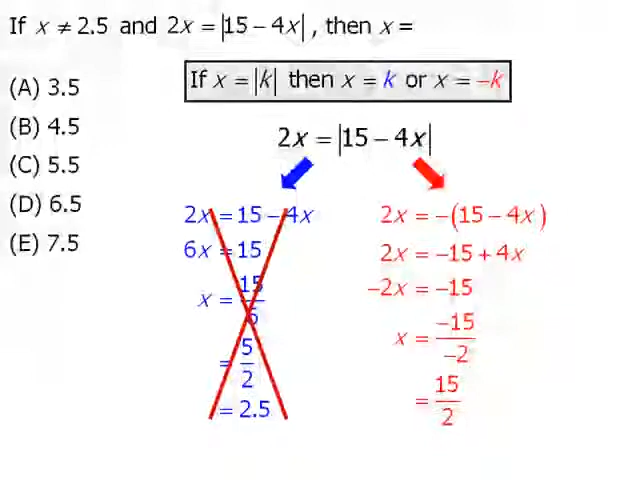 If x ≠ 2.5 and 2x = |15 − 4x|, then x =
(A) 3.5
(B) 4.5
(C) 5.5
(D) 6.5
(E) 7.5
If x = |k| then x = k or x = −k
2x = |15 − 4x|
2x = 15 − 4x
6x = 15
x = 15/6
= 5/2
= 2.5
2x = −(15 − 4x)
2x = −15 + 4x
−2x = −15
x = −15/−2
= 15/2